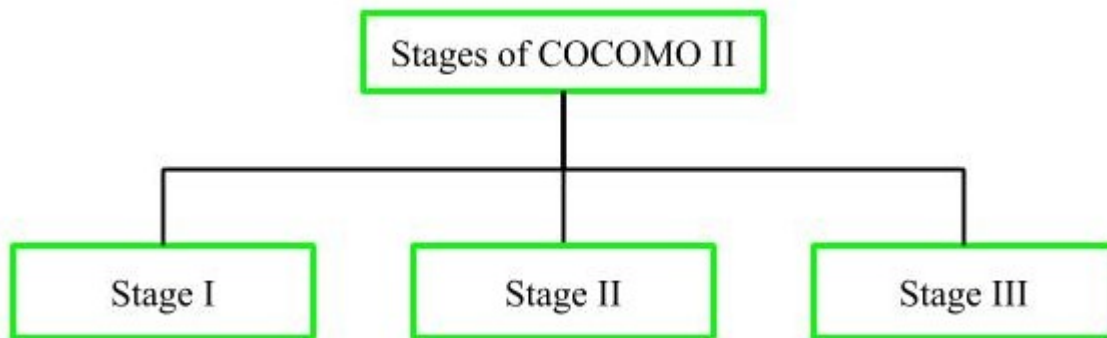 Stages of COCOMO II
Stage I
Stage II
Stage III